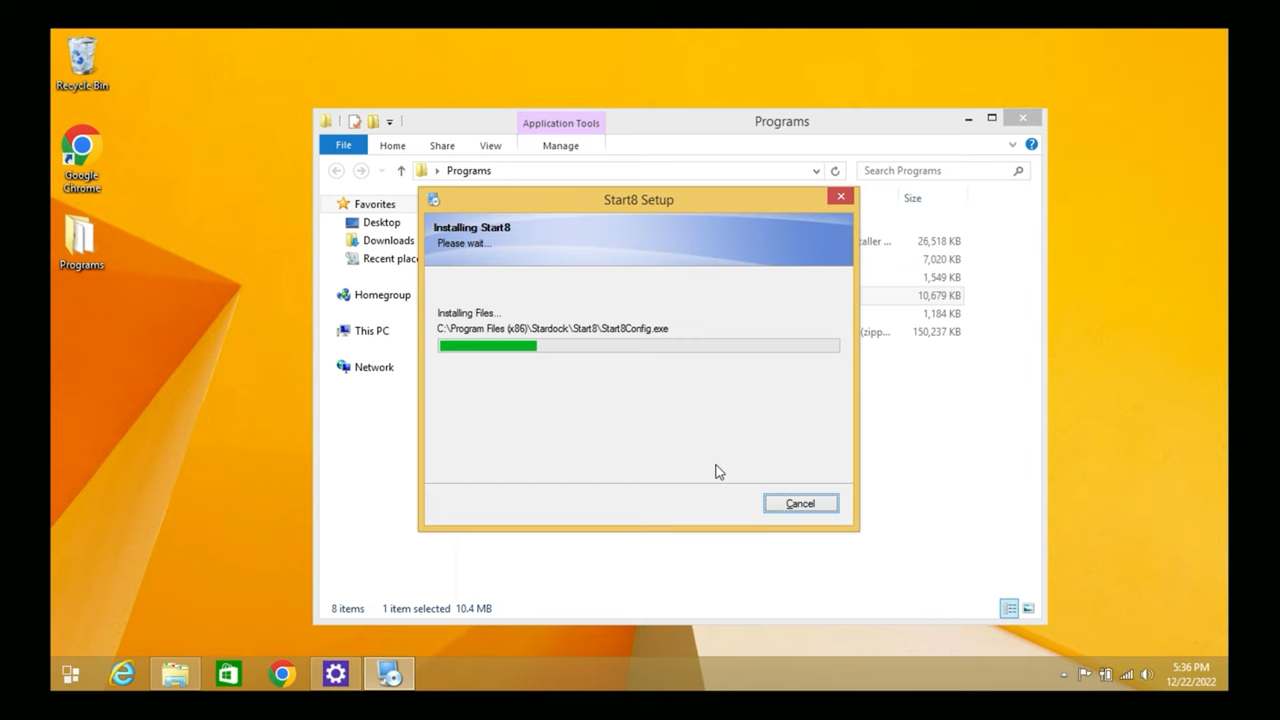 Recycle Bin
Google
Chrome
Programs
Application Tools
Programs
File
Home
Share
View
Manage
Programs
Search Programs
Favorites
Desktop
Downloads
Recent plac
Homegroup
This PC
Network
Size
aller ...
26,518 KB
7,020 KB
1,549 KB
10,679 KB
1,184 KB
(zipp...
150,237 KB
Start8 Setup
Installing Start8
Please wait...
Installing Files...
C:\Program Files (x86)\Stardock\Start8\Start8Config.exe
Cancel
8 items
1 item selected 10.4 MB
5:36 PM
12/22/2022